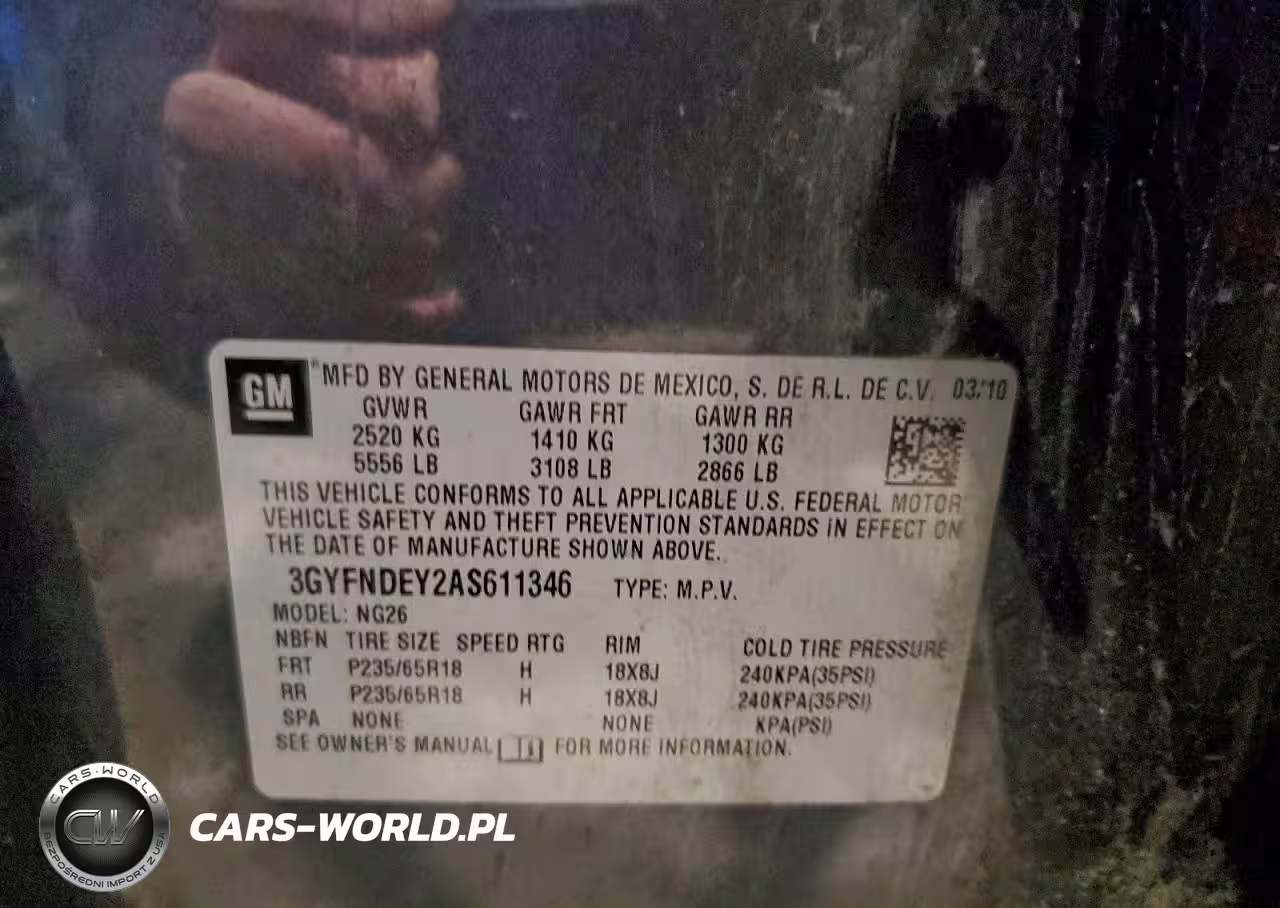 GM
®MFD BY GENERAL MOTORS DE MEXICO, S. DE R.L. DE C.V. 03/10
GVWR GAWR FRT GAWR RR
2520 KG 1410 KG 1300 KG
5556 LB 3108 LB 2866 LB
THIS VEHICLE CONFORMS TO ALL APPLICABLE U.S. FEDERAL MOTOR
VEHICLE SAFETY AND THEFT PREVENTION STANDARDS IN EFFECT ON
THE DATE OF MANUFACTURE SHOWN ABOVE.
3GYFNDEY2AS611346 TYPE: M.P.V.
MODEL: NG26
NBFN TIRE SIZE SPEED RTG RIM COLD TIRE PRESSURE
FRT P235/65R18 H 18X8J 240KPA(35PSI)
RR P235/65R18 H 18X8J 240KPA(35PSI)
SPA NONE NONE KPA(PSI)
SEE OWNER'S MANUAL FOR MORE INFORMATION.
CARS-WORLD
CW
BEZPOŚREDNI IMPORT Z USA
CARS-WORLD.PL